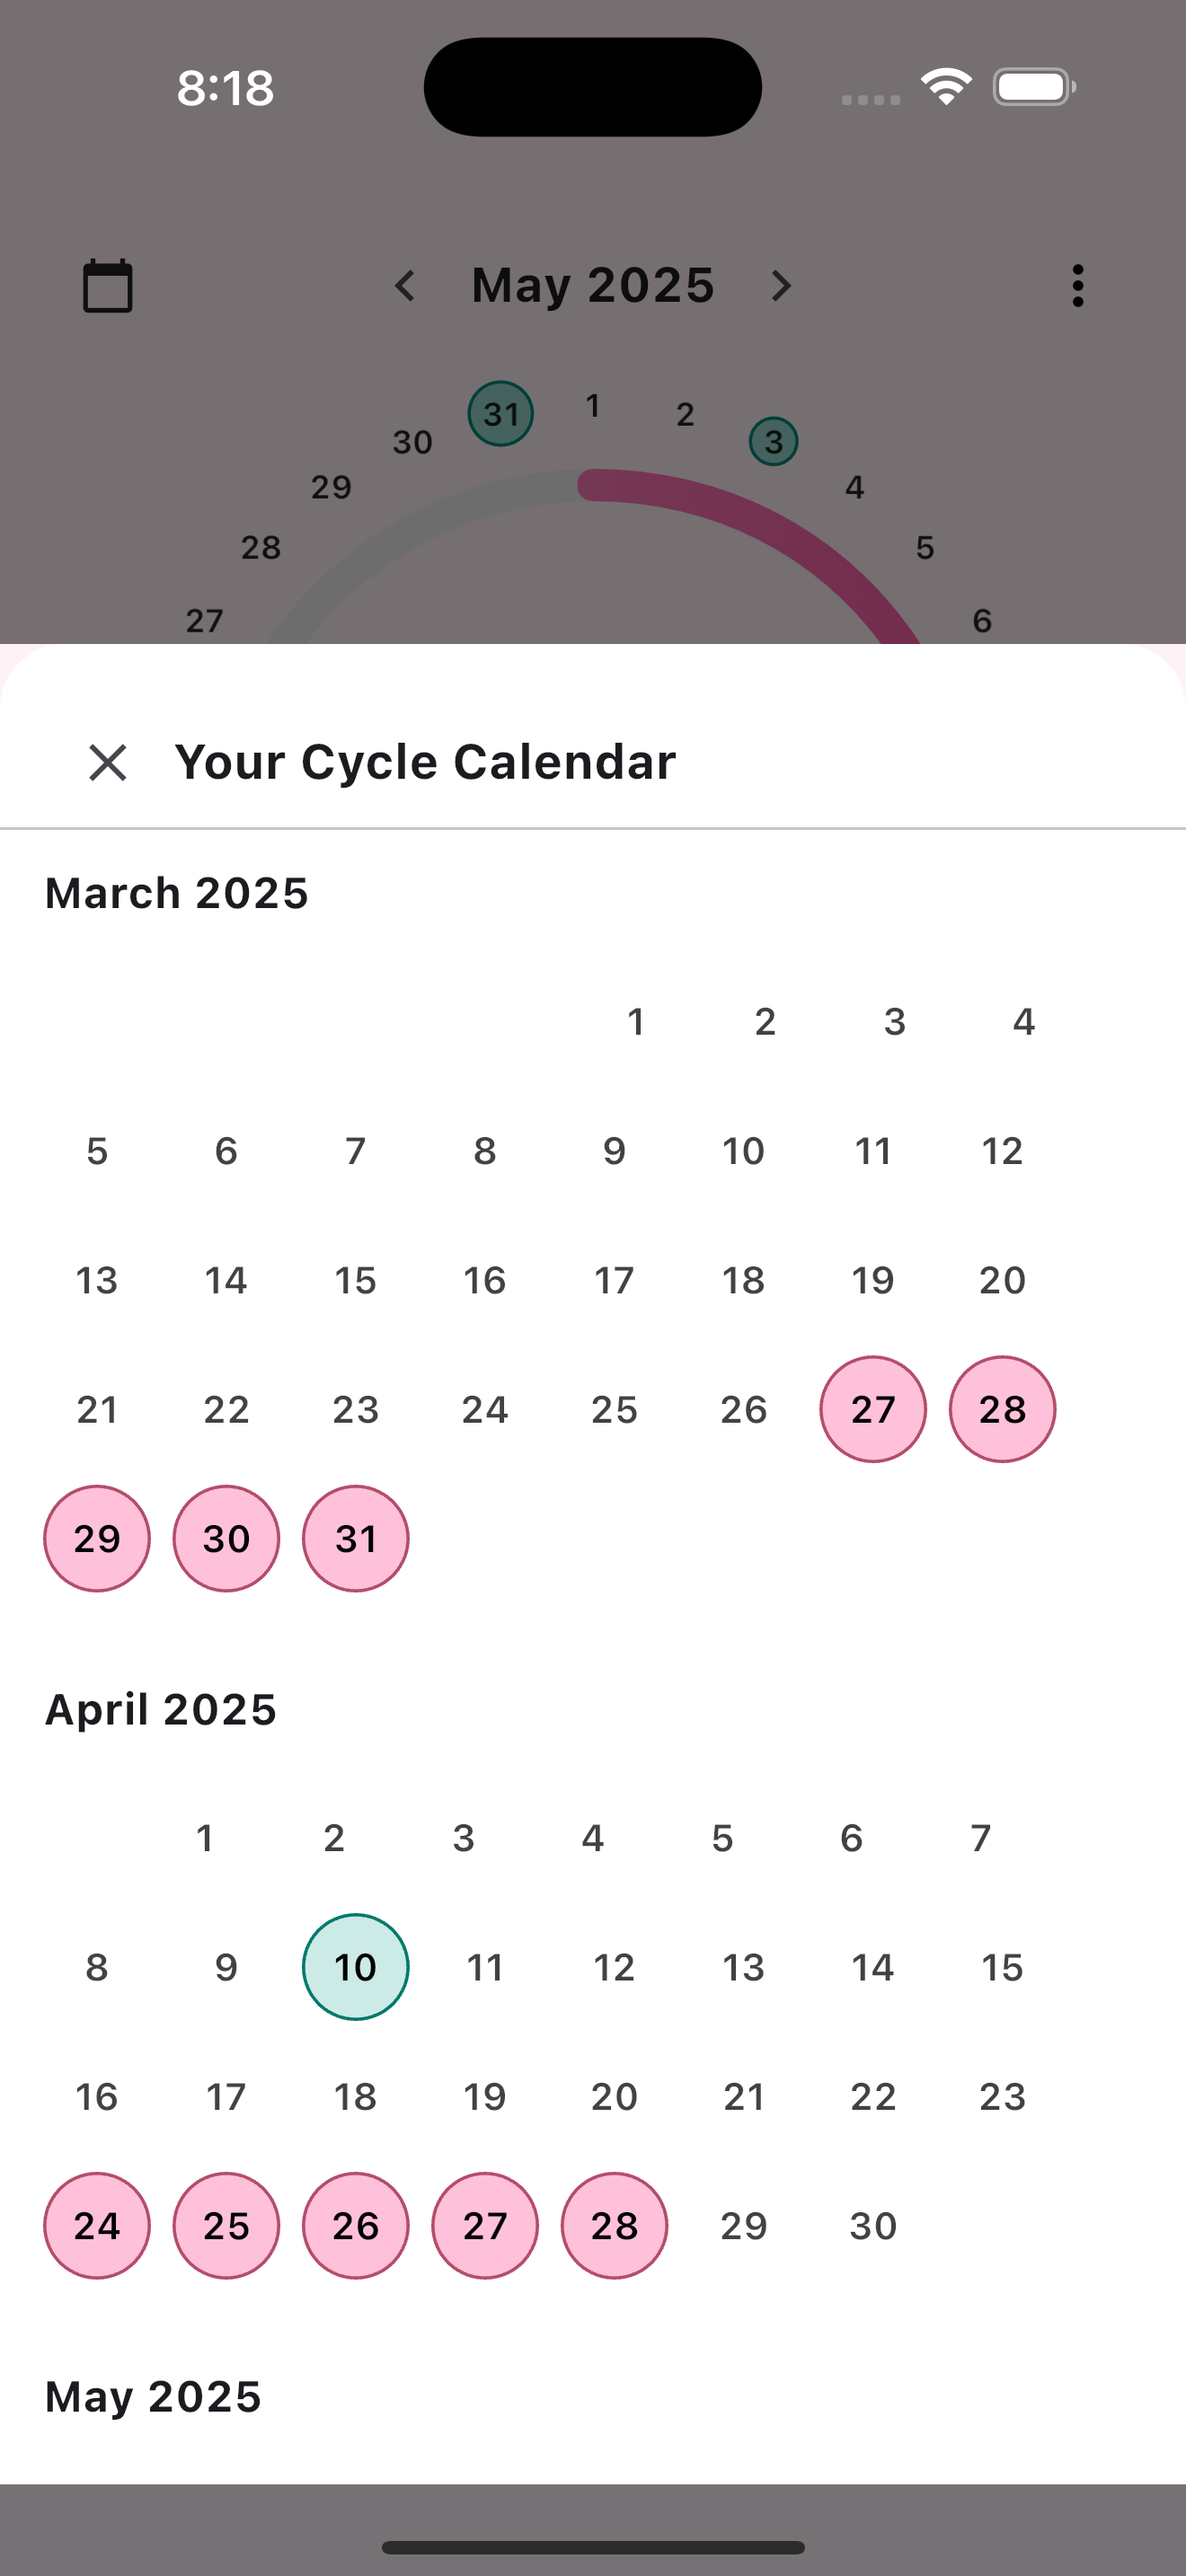 8:18
May 2025
31 1 2 3
30
29 4
28 5
27 6
Your Cycle Calendar
March 2025
1 2 3 4
5 6 7 8 9 10 11 12
13 14 15 16 17 18 19 20
21 22 23 24 25 26 27 28
29 30 31
April 2025
1 2 3 4 5 6 7
8 9 10 11 12 13 14 15
16 17 18 19 20 21 22 23
24 25 26 27 28 29 30
May 2025